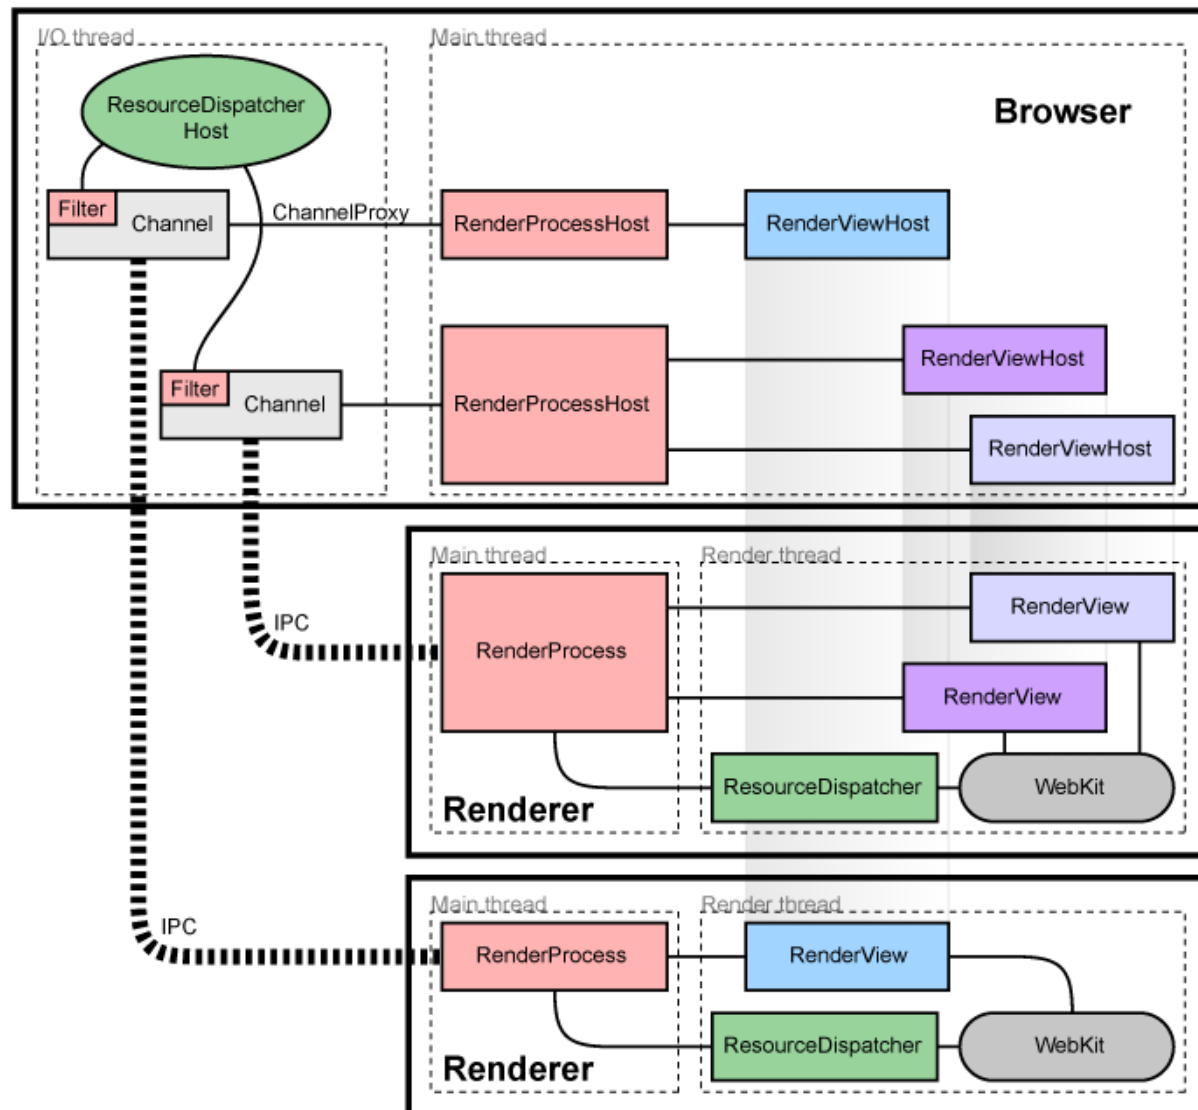 I/O thread
Main thread
ResourceDispatcher
Host
Browser
Filter
Channel
ChannelProxy
RenderProcessHost
RenderViewHost
RenderViewHost
Filter
Channel
RenderProcessHost
RenderViewHost
Main thread
Render thread
RenderView
IPC
RenderProcess
RenderView
ResourceDispatcher
WebKit
Renderer
Main thread
Render thread
IPC
RenderProcess
RenderView
ResourceDispatcher
WebKit
Renderer